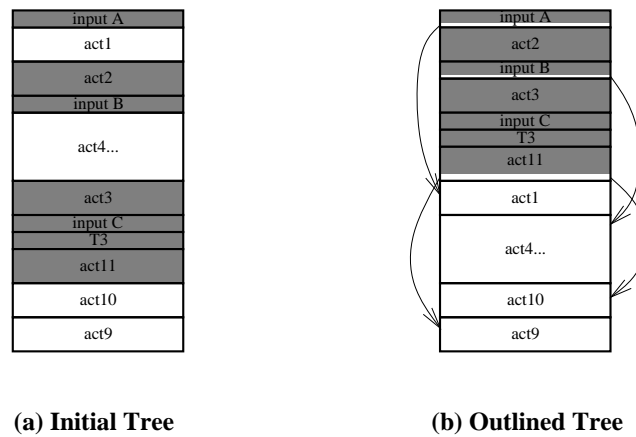 input A
act1
act2
input B
act4...
act3
input C
T3
act11
act10
act9
(a) Initial Tree
input A
act2
input B
act3
input C
T3
act11
act1
act4...
act10
act9
(b) Outlined Tree